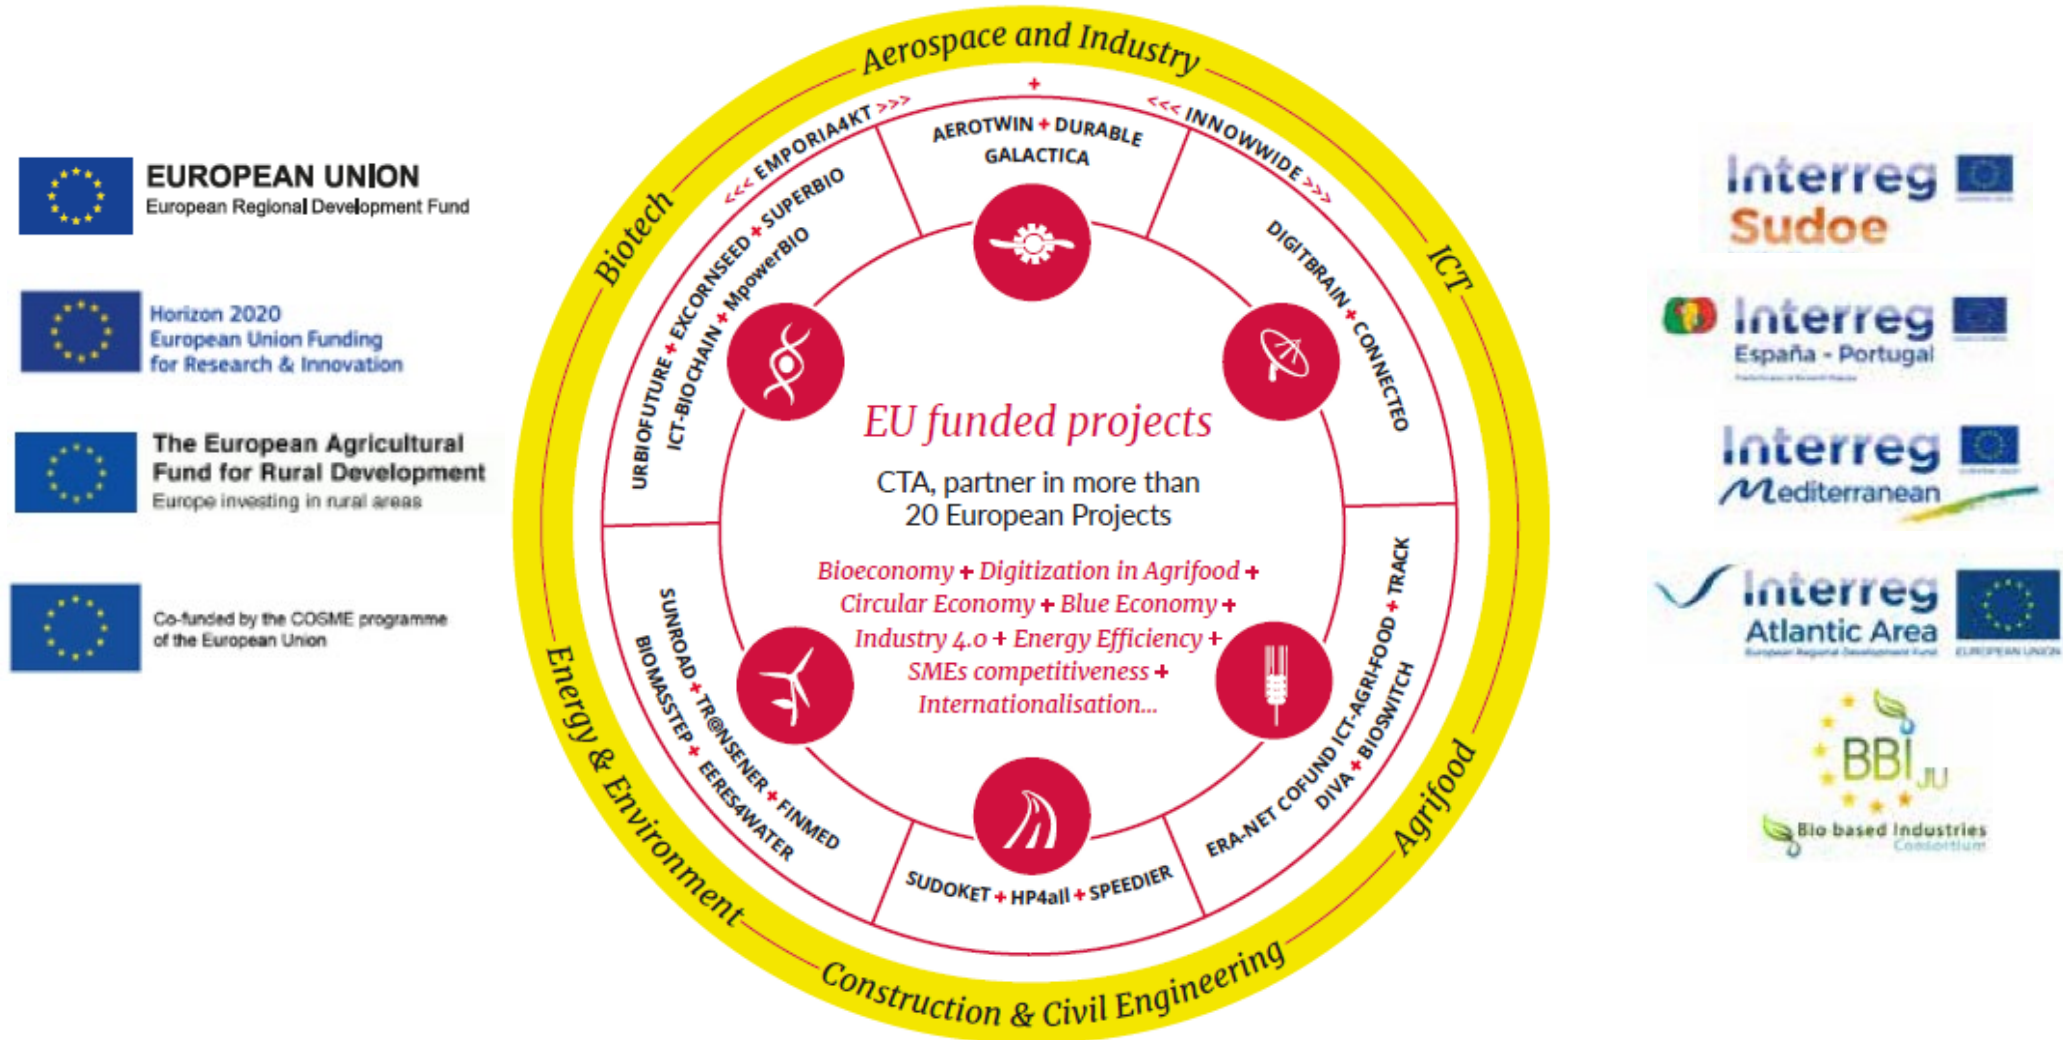 EUROPEAN UNION
European Regional Development Fund
Horizon 2020
European Union Funding
for Research & Innovation
The European Agricultural
Fund for Rural Development
Europe investing in rural areas
Co-funded by the COSME programme
of the European Union
Aerospace and Industry
ICT
Agrifood
Construction & Civil Engineering
Energy & Environment
Biotech
+
<<< EMPORIA4KT >>>
<<< INNOWWIDE >>>
AEROTWIN + DURABLE
GALACTICA
DIGITBRAIN + CONNECTEO
ERA-NET COFUND ICT-AGRI-FOOD + TRACK
DIVA + BIOSWITCH
SUDOKET + HP4all + SPEEDIER
SUNROAD + TR@NSENER + FINMED
BIOMASSTEP + EERES4WATER
URBIOFUTURE + EXCORNSEED + SUPERBIO
ICT-BIOCHAIN + MpowerBIO
EU funded projects
CTA, partner in more than
20 European Projects
Bioeconomy + Digitization in Agrifood +
Circular Economy + Blue Economy +
Industry 4.0 + Energy Efficiency +
SMEs competitiveness +
Internationalisation...
Interreg
Sudoe
Interreg
España - Portugal
Interreg
Mediterranean
Interreg
Atlantic Area
European Regional Development Fund
EUROPEAN UNION
BBI JU
Bio-based Industries
Consortium